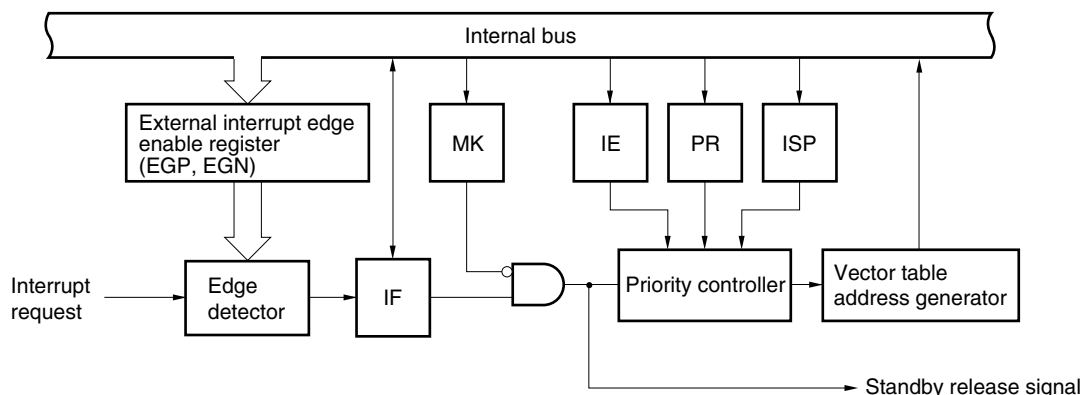 Internal bus
External interrupt edge
enable register
(EGP, EGN)
MK
IE
PR
ISP
Interrupt
request
Edge
detector
IF
Priority controller
Vector table
address generator
Standby release signal